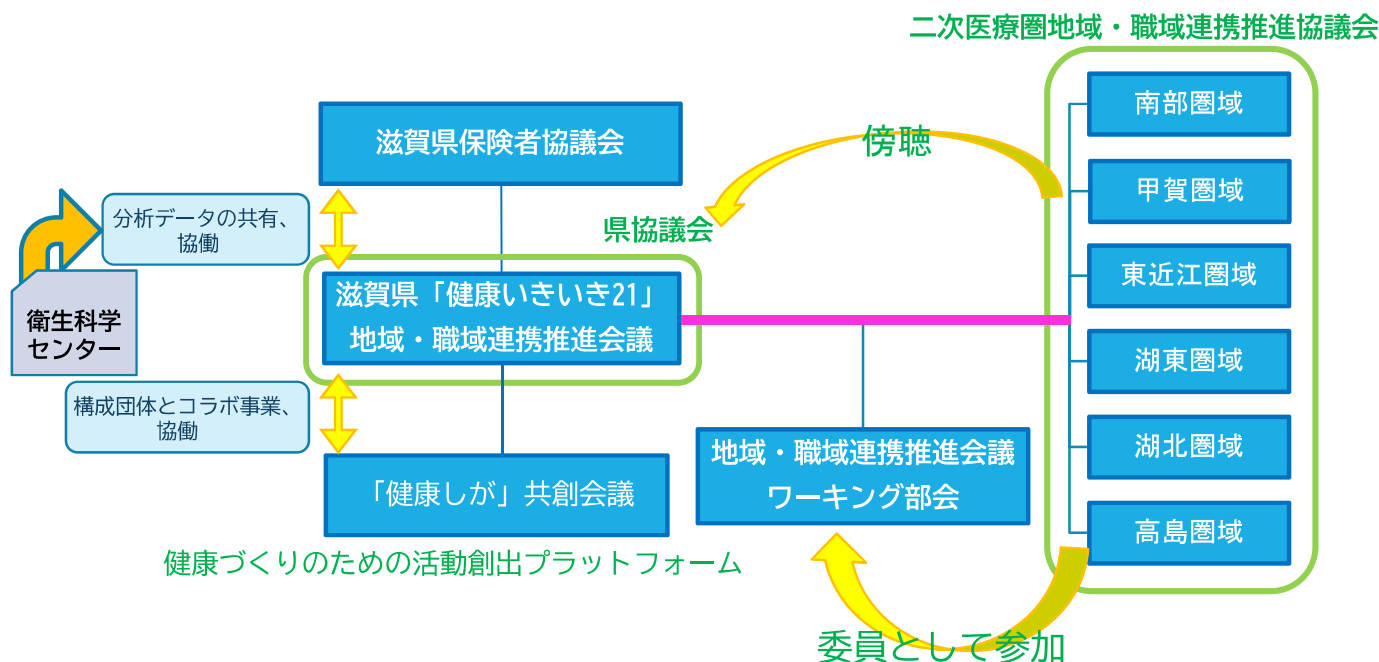 二次医療圏地域・職域連携推進協議会
南部圏域
甲賀圏域
東近江圏域
湖東圏域
湖北圏域
高島圏域
傍聴
滋賀県保険者協議会
県協議会
分析データの共有、
協働
衛生科学
センター
滋賀県「健康いきいき21」
地域・職域連携推進会議
構成団体とコラボ事業、
協働
「健康しが」共創会議
健康づくりのための活動創出プラットフォーム
地域・職域連携推進会議
ワーキング部会
委員として参加